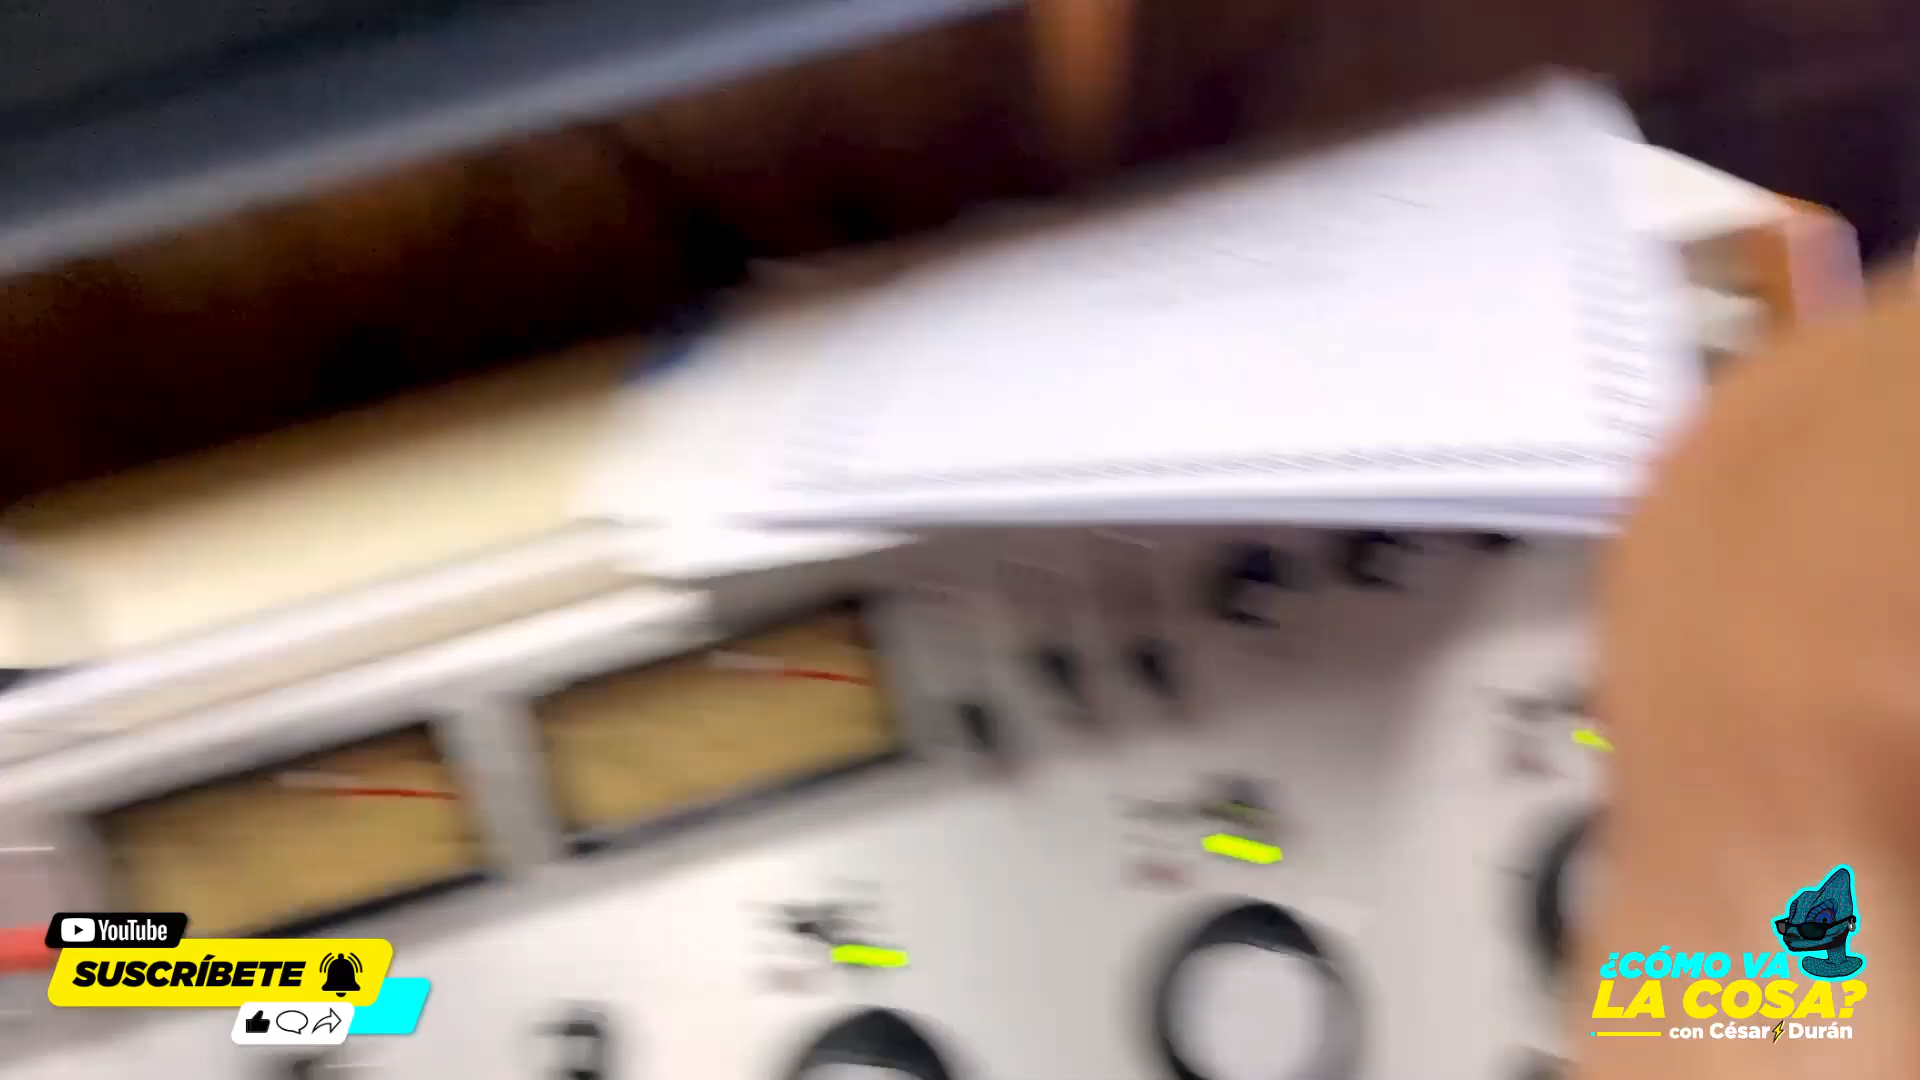 YouTube
SUSCRÍBETE
¿CÓMO VA
LA COSA?
con César Durán